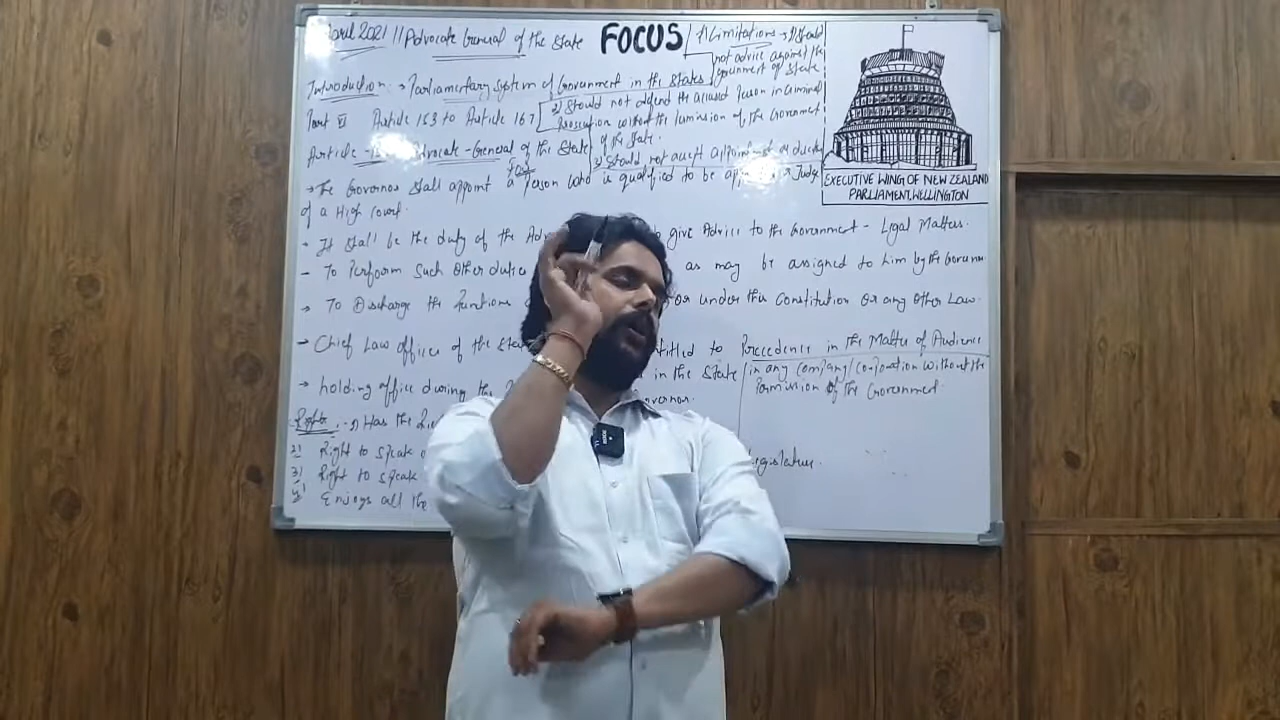 2021 || Advocate General of the State
FOCUS
Limitations → 1) Should
not advice against the
Government of State
2) Should not defend the accused Person in Criminal
Prosecution without the Permission of the Government
of the State.
3) Should not accept appointment as
Introduction → Parliamentary System of Government in the States
Part VI Article 163 to Article 167
Article - Advocate-General of the State
→ The Governor shall appoint a Person who is qualified to be a Judge
of a High Court.
EXECUTIVE WING OF NEW ZEALAND
PARLIAMENT, WELLINGTON
→ It shall be the duty of the give Advice to the Government - Legal Matters.
- To Perform Such Other as may be assigned to him by the
→ To Discharge the Functions or under this Constitution or any Other Law.
→ Chief Law officer of the to Precedence in the Matter of Audience
→ holding office during the in the State
in any Company/Corporation without the
Permission of the Government
Rights :- 1) Has the
2) Right to speak
3) Right to speak
4) Enjoys all the